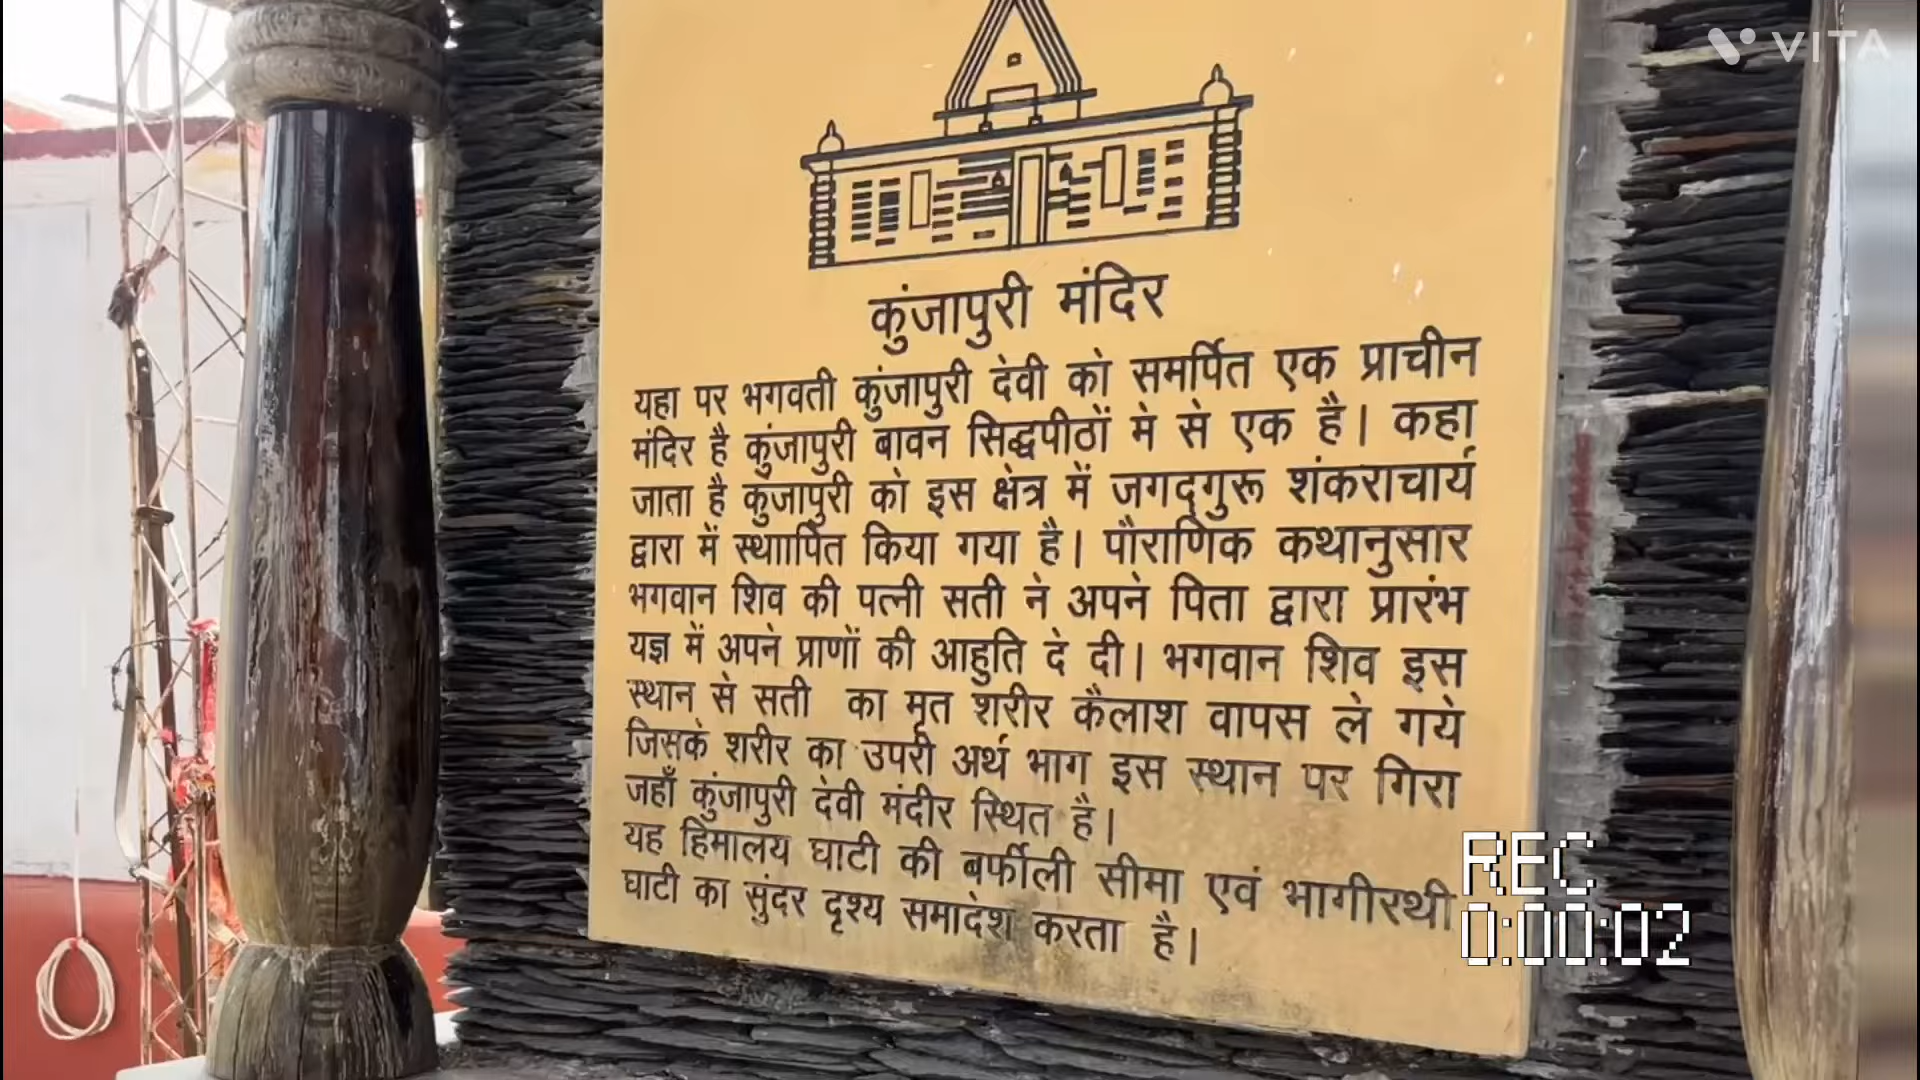 VITA
कुंजापुरी मंदिर
यहा पर भगवती कुंजापुरी देवी को समर्पित एक प्राचीन
मंदिर है कुंजापुरी बावन सिद्धपीठों मे से एक है। कहा
जाता है कुंजापुरी को इस क्षेत्र में जगद्गुरू शंकराचार्य
द्वारा में स्थाापित किया गया है। पौराणिक कथानुसार
भगवान शिव की पत्नी सती ने अपने पिता द्वारा प्रारंभ
यज्ञ में अपने प्राणों की आहुति दे दी। भगवान शिव इस
स्थान से सती का मृत शरीर कैलाश वापस ले गये
जिसके शरीर का उपरी अर्थ भाग इस स्थान पर गिरा
जहाँ कुंजापुरी देवी मंदीर स्थित है।
यह हिमालय घाटी की बर्फीली सीमा एवं भागीरथी
घाटी का सुंदर दृश्य समादेश करता है।
REC
0:00:02